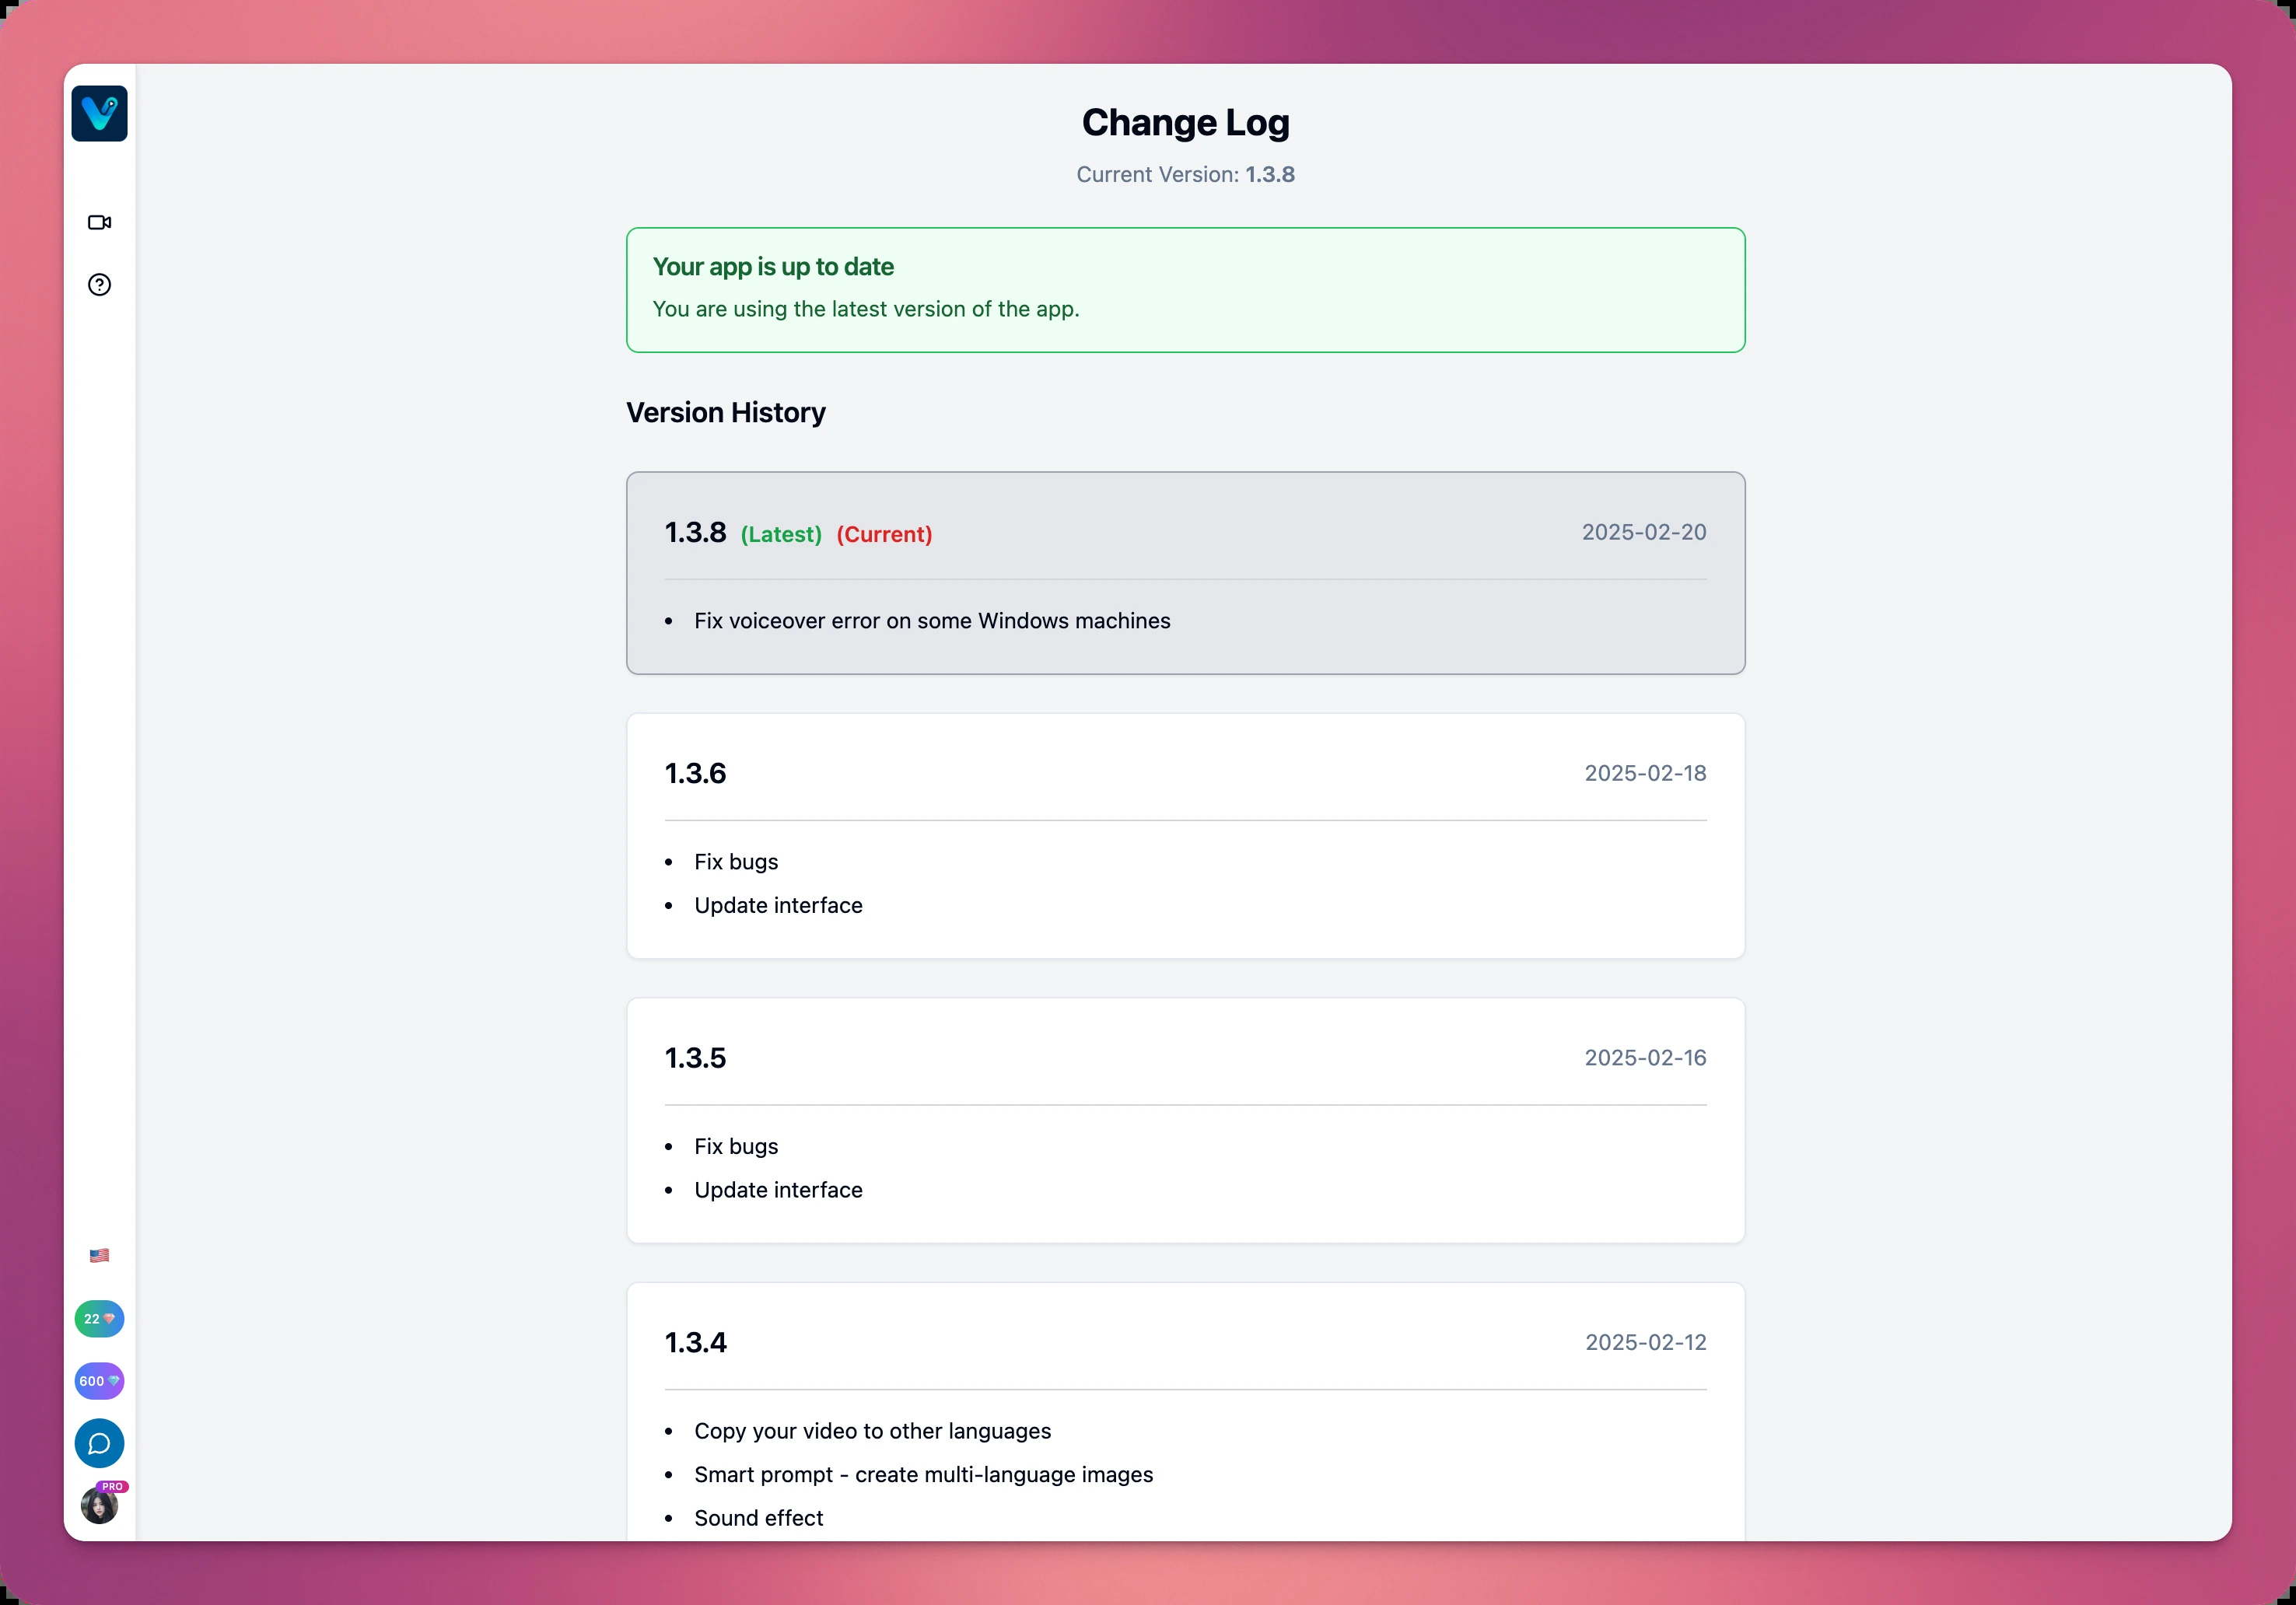 Change Log
Current Version: 1.3.8
Your app is up to date
You are using the latest version of the app.
Version History
1.3.8 (Latest) (Current) 2025-02-20
• Fix voiceover error on some Windows machines
1.3.6 2025-02-18
• Fix bugs
• Update interface
1.3.5 2025-02-16
• Fix bugs
• Update interface
1.3.4 2025-02-12
• Copy your video to other languages
• Smart prompt - create multi-language images
• Sound effect
22
600
PRO